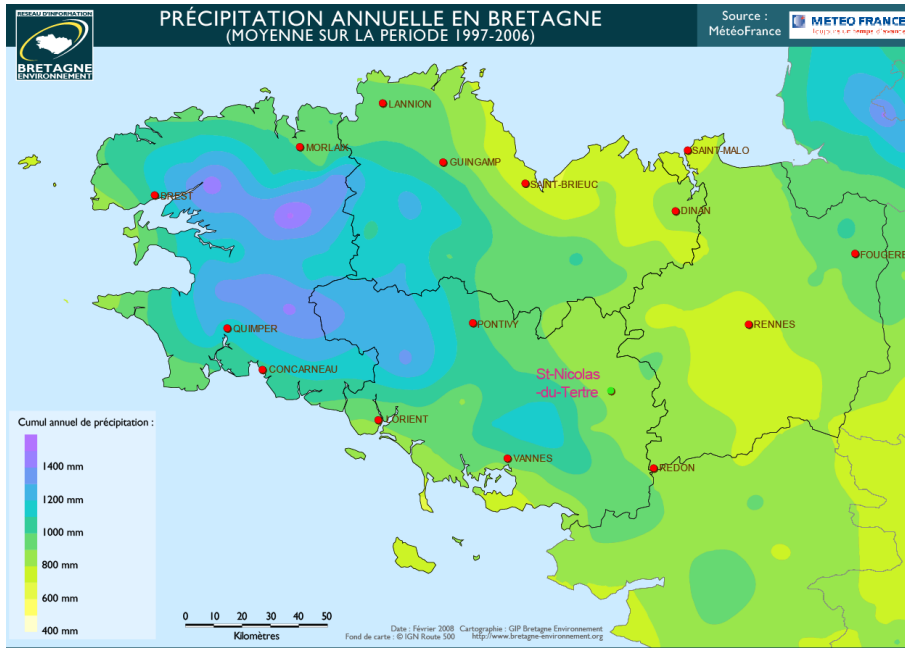 RESEAU D'INFORMATION
BRETAGNE
ENVIRONNEMENT
PRÉCIPITATION ANNUELLE EN BRETAGNE
(MOYENNE SUR LA PERIODE 1997-2006)
Source :
MétéoFrance
METEO FRANCE
Toujours un temps d'avance
LANNION
MORLAIX
GUINGAMP
SAINT-MALO
SAINT-BRIEUC
BREST
DINAN
FOUGERE
QUIMPER
PONTIVY
RENNES
CONCARNEAU
St-Nicolas
-du-Tertre
LORIENT
VANNES
REDON
Cumul annuel de précipitation :
1400 mm
1200 mm
1000 mm
800 mm
600 mm
400 mm
0 10 20 30 40 50
Kilomètres
Date : Février 2008 Cartographie : GIP Bretagne Environnement
Fond de carte : © IGN Route 500 http://www.bretagne-environnement.org